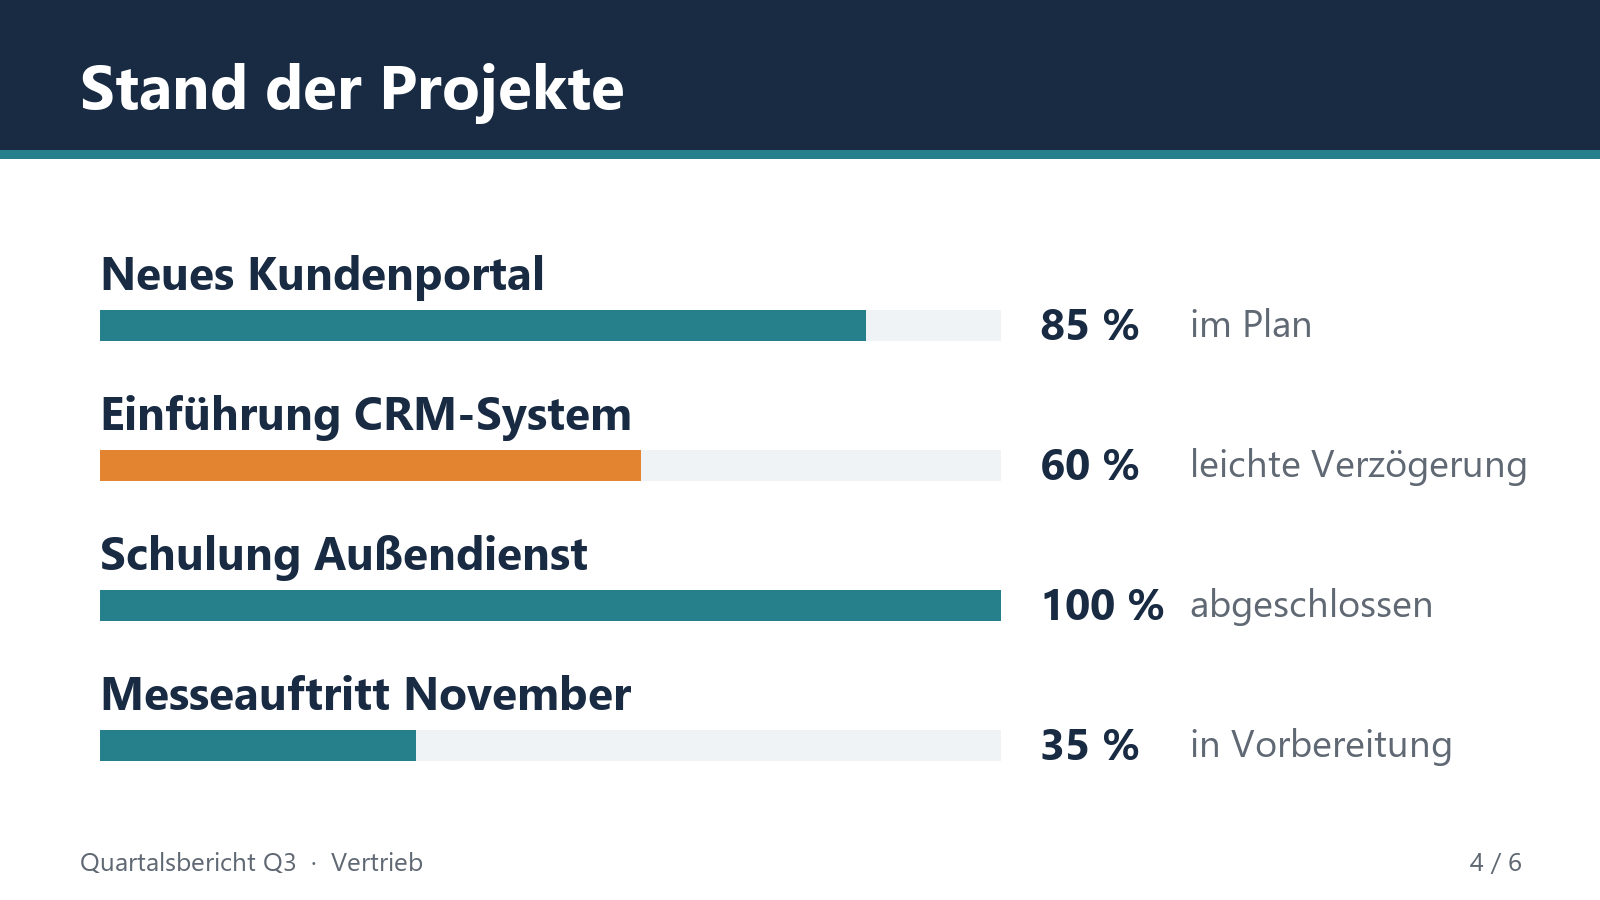 Stand der Projekte
Neues Kundenportal
85 % im Plan
Einführung CRM-System
60 % leichte Verzögerung
Schulung Außendienst
100 % abgeschlossen
Messeauftritt November
35 % in Vorbereitung
Quartalsbericht Q3 · Vertrieb 4 / 6